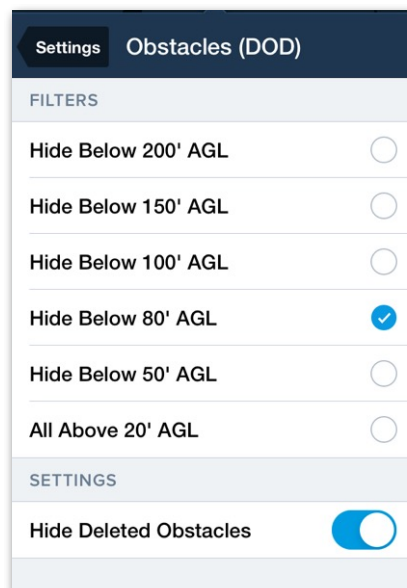 Settings
Obstacles (DOD)
FILTERS
Hide Below 200' AGL
Hide Below 150' AGL
Hide Below 100' AGL
Hide Below 80' AGL
Hide Below 50' AGL
All Above 20' AGL
SETTINGS
Hide Deleted Obstacles